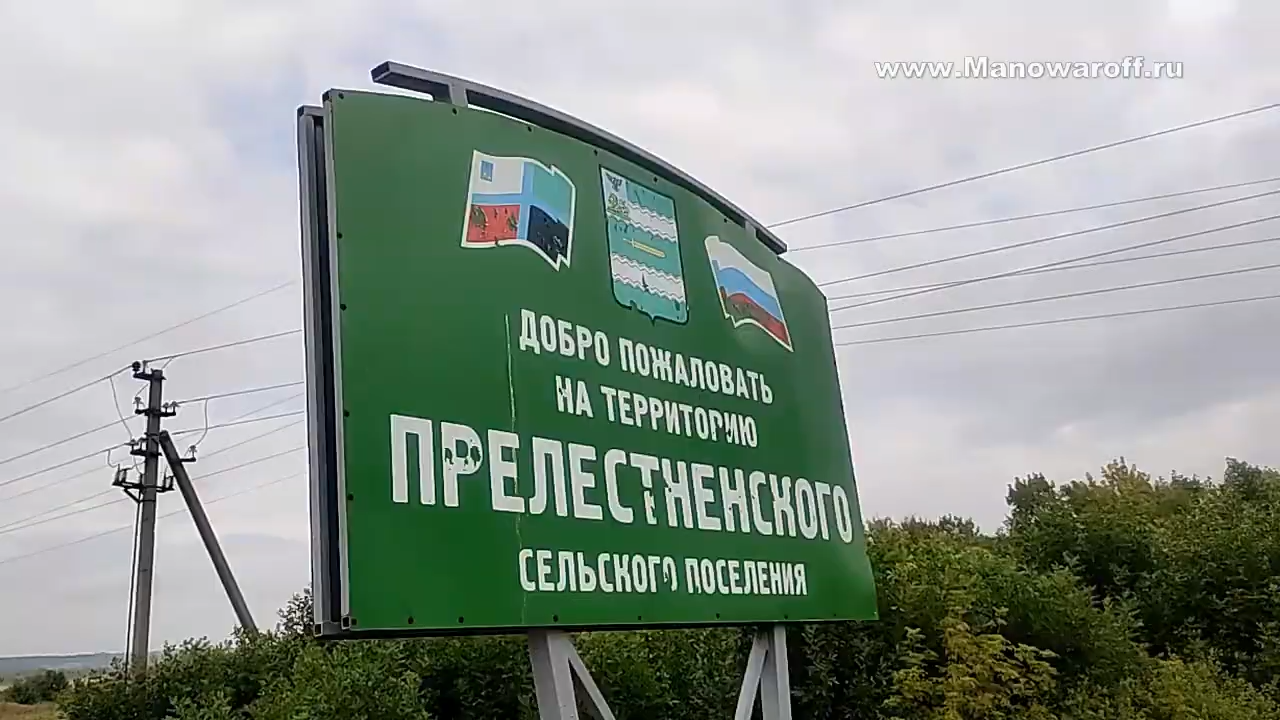 www.Manowaroff.ru
ДОБРО ПОЖАЛОВАТЬ
НА ТЕРРИТОРИЮ
ПРЕЛЕСТНЕНСКОГО
СЕЛЬСКОГО ПОСЕЛЕНИЯ